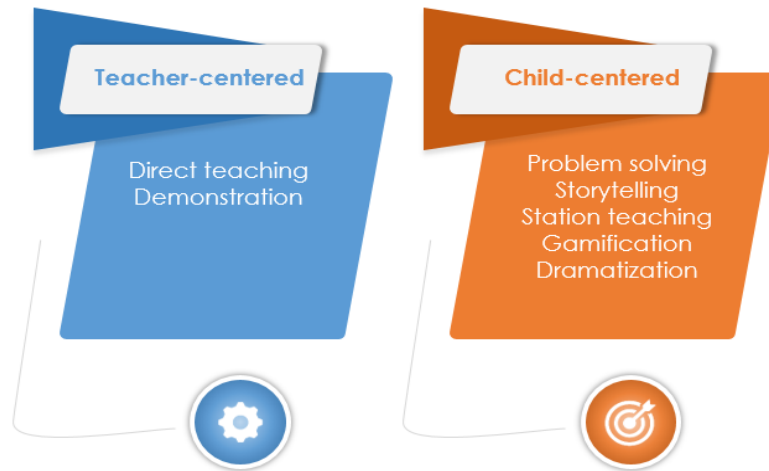 Teacher-centered
Direct teaching
Demonstration
Child-centered
Problem solving
Storytelling
Station teaching
Gamification
Dramatization